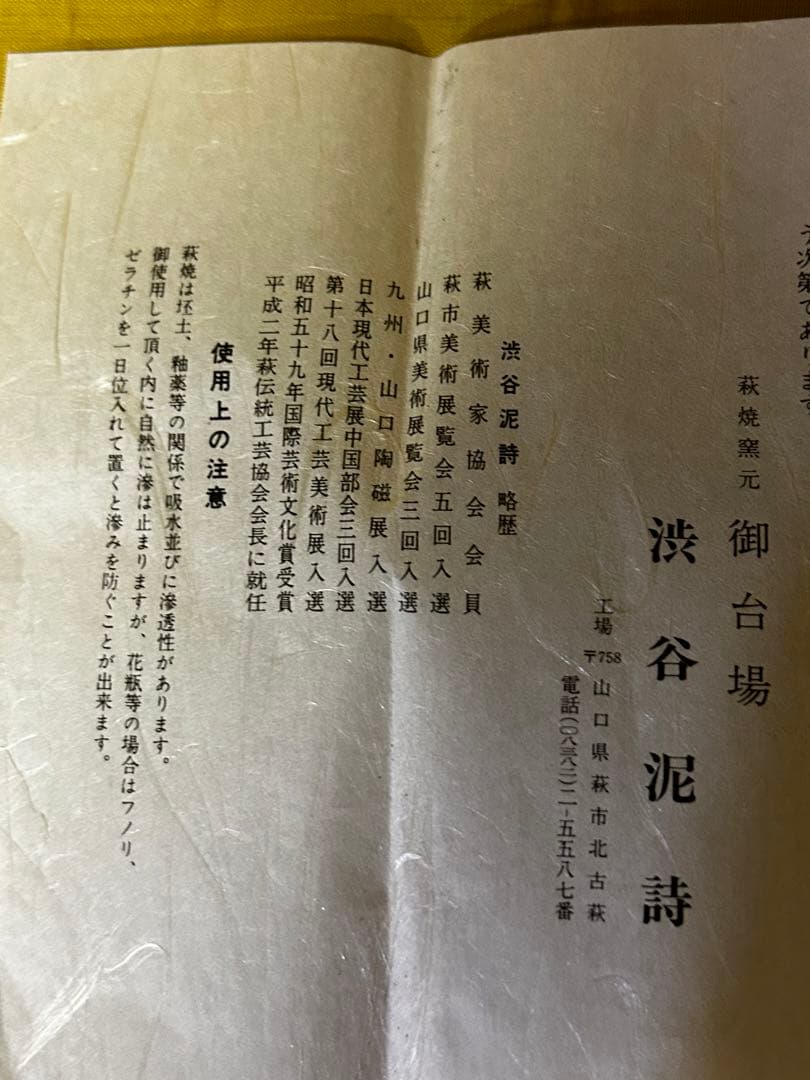 う次第であります
萩焼窯元 御台場
渋谷泥詩
工場 〒758 山口県萩市北古萩
電話(〇八三八二)二-五五八七番
渋谷泥詩 略歴
萩美術家協会会員
萩市美術展覧会五回入選
山口県美術展覧会三回入選
九州・山口陶磁展入選
日本現代工芸展中国部会三回入選
第十八回現代工芸美術展入選
昭和五十九年国際芸術文化賞受賞
平成二年萩伝統工芸協会会長に就任
使用上の注意
萩焼は坯土、釉薬等の関係で吸水並びに滲透性があります。
御使用して頂く内に自然に滲は止まりますが、花瓶等の場合はフノリ、
ゼラチンを一日位入れて置くと滲みを防ぐことが出来ます。